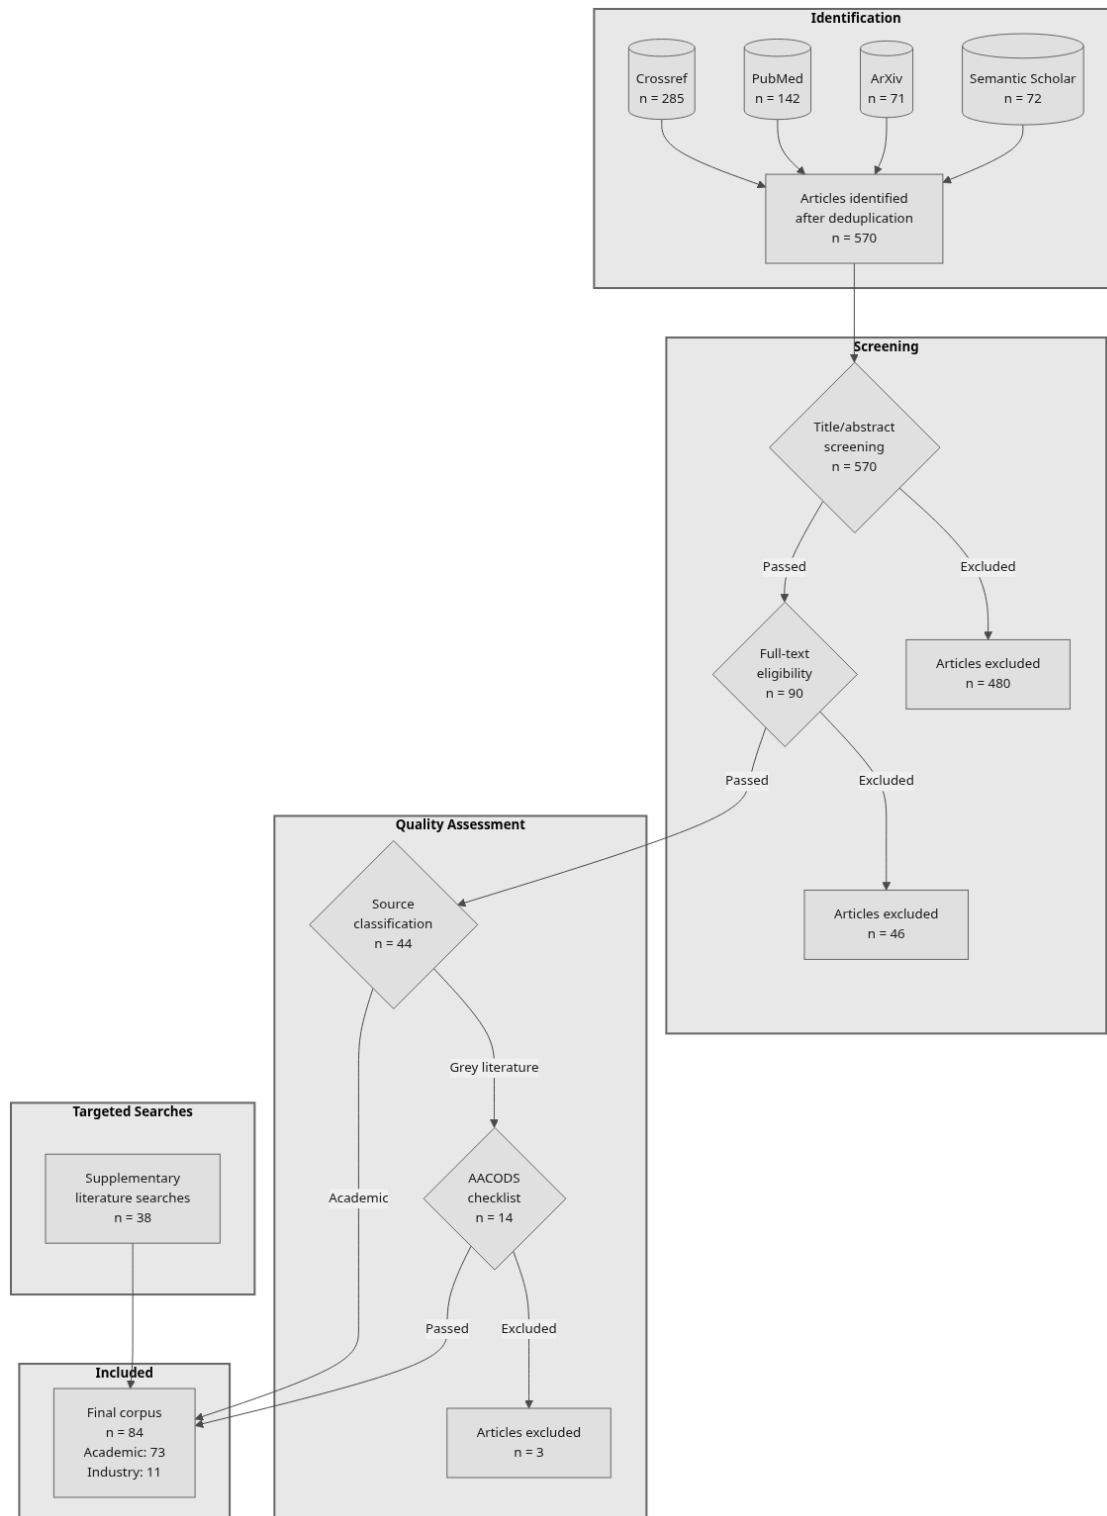 Identification
Crossref
n = 285
PubMed
n = 142
ArXiv
n = 71
Semantic Scholar
n = 72
Articles identified
after deduplication
n = 570
Screening
Title/abstract
screening
n = 570
Passed
Excluded
Full-text
eligibility
n = 90
Articles excluded
n = 480
Passed
Excluded
Articles excluded
n = 46
Quality Assessment
Source
classification
n = 44
Grey literature
Academic
AACODS
checklist
n = 14
Passed
Excluded
Articles excluded
n = 3
Targeted Searches
Supplementary
literature searches
n = 38
Included
Final corpus
n = 84
Academic: 73
Industry: 11